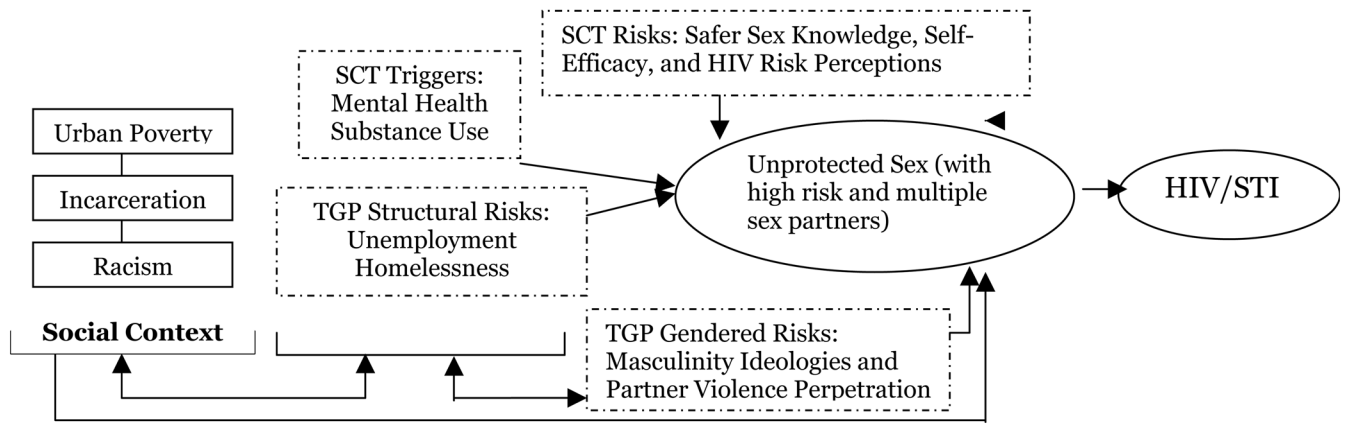 SCT Risks: Safer Sex Knowledge, Self-
Efficacy, and HIV Risk Perceptions
SCT Triggers:
Mental Health
Substance Use
Urban Poverty
Incarceration
Racism
Social Context
TGP Structural Risks:
Unemployment
Homelessness
Unprotected Sex (with
high risk and multiple
sex partners)
HIV/STI
TGP Gendered Risks:
Masculinity Ideologies and
Partner Violence Perpetration